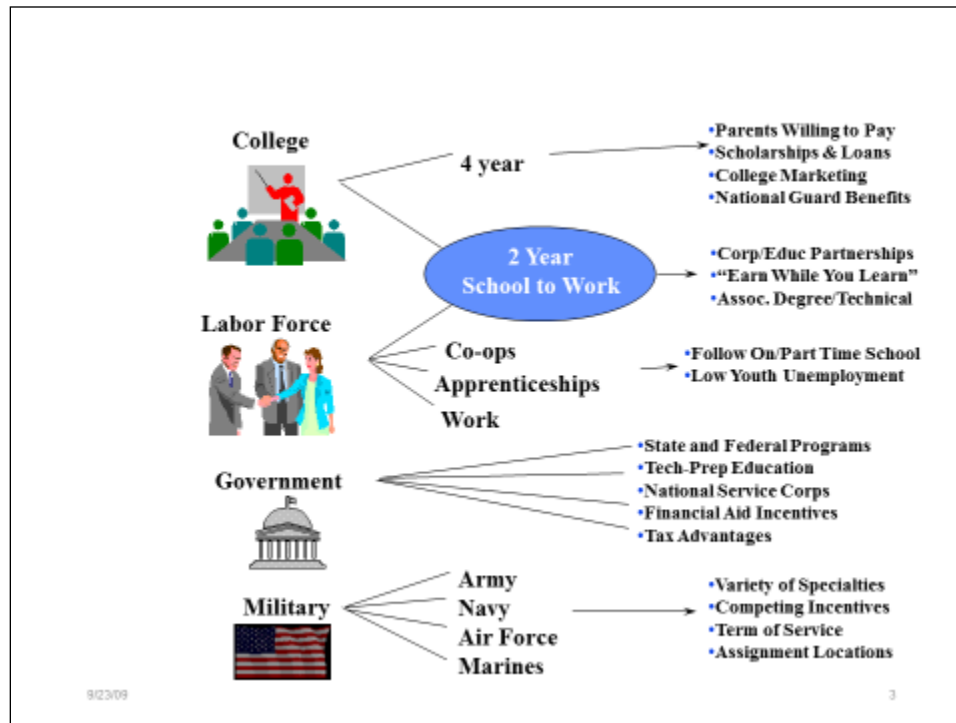 College
4 year
•Parents Willing to Pay
•Scholarships & Loans
•College Marketing
•National Guard Benefits
2 Year
School to Work
•Corp/Educ Partnerships
•“Earn While You Learn”
•Assoc. Degree/Technical
Labor Force
Co-ops
Apprenticeships
Work
•Follow On/Part Time School
•Low Youth Unemployment
Government
•State and Federal Programs
•Tech-Prep Education
•National Service Corps
•Financial Aid Incentives
•Tax Advantages
Military
Army
Navy
Air Force
Marines
•Variety of Specialties
•Competing Incentives
•Term of Service
•Assignment Locations
9/23/09
3